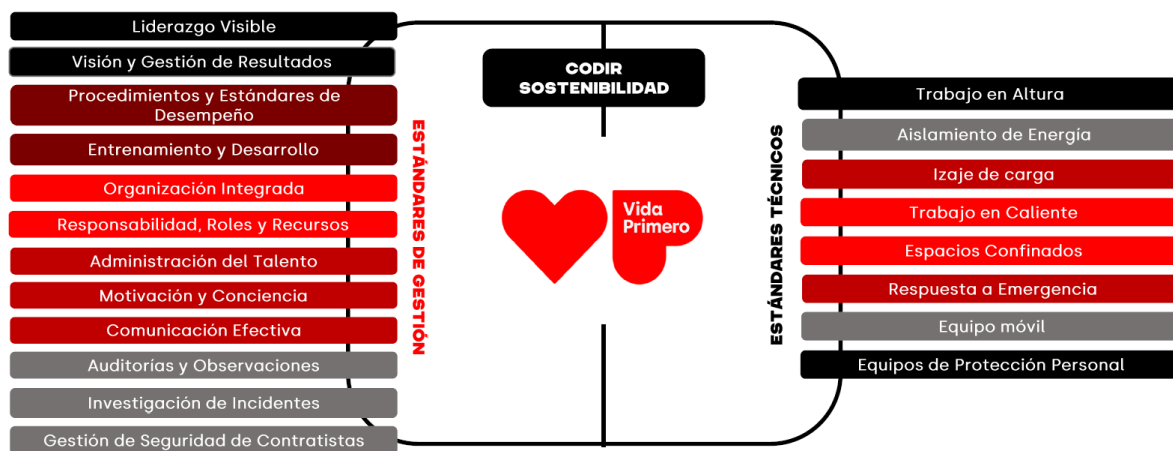 Liderazgo Visible
Visión y Gestión de Resultados
Procedimientos y Estándares de
Desempeño
Entrenamiento y Desarrollo
Organización Integrada
Responsabilidad, Roles y Recursos
Administración del Talento
Motivación y Conciencia
Comunicación Efectiva
Auditorías y Observaciones
Investigación de Incidentes
Gestión de Seguridad de Contratistas
ESTÁNDARES DE GESTIÓN
CODIR
SOSTENIBILIDAD
Vida
Primero
ESTÁNDARES TÉCNICOS
Trabajo en Altura
Aislamiento de Energía
Izaje de carga
Trabajo en Caliente
Espacios Confinados
Respuesta a Emergencia
Equipo móvil
Equipos de Protección Personal